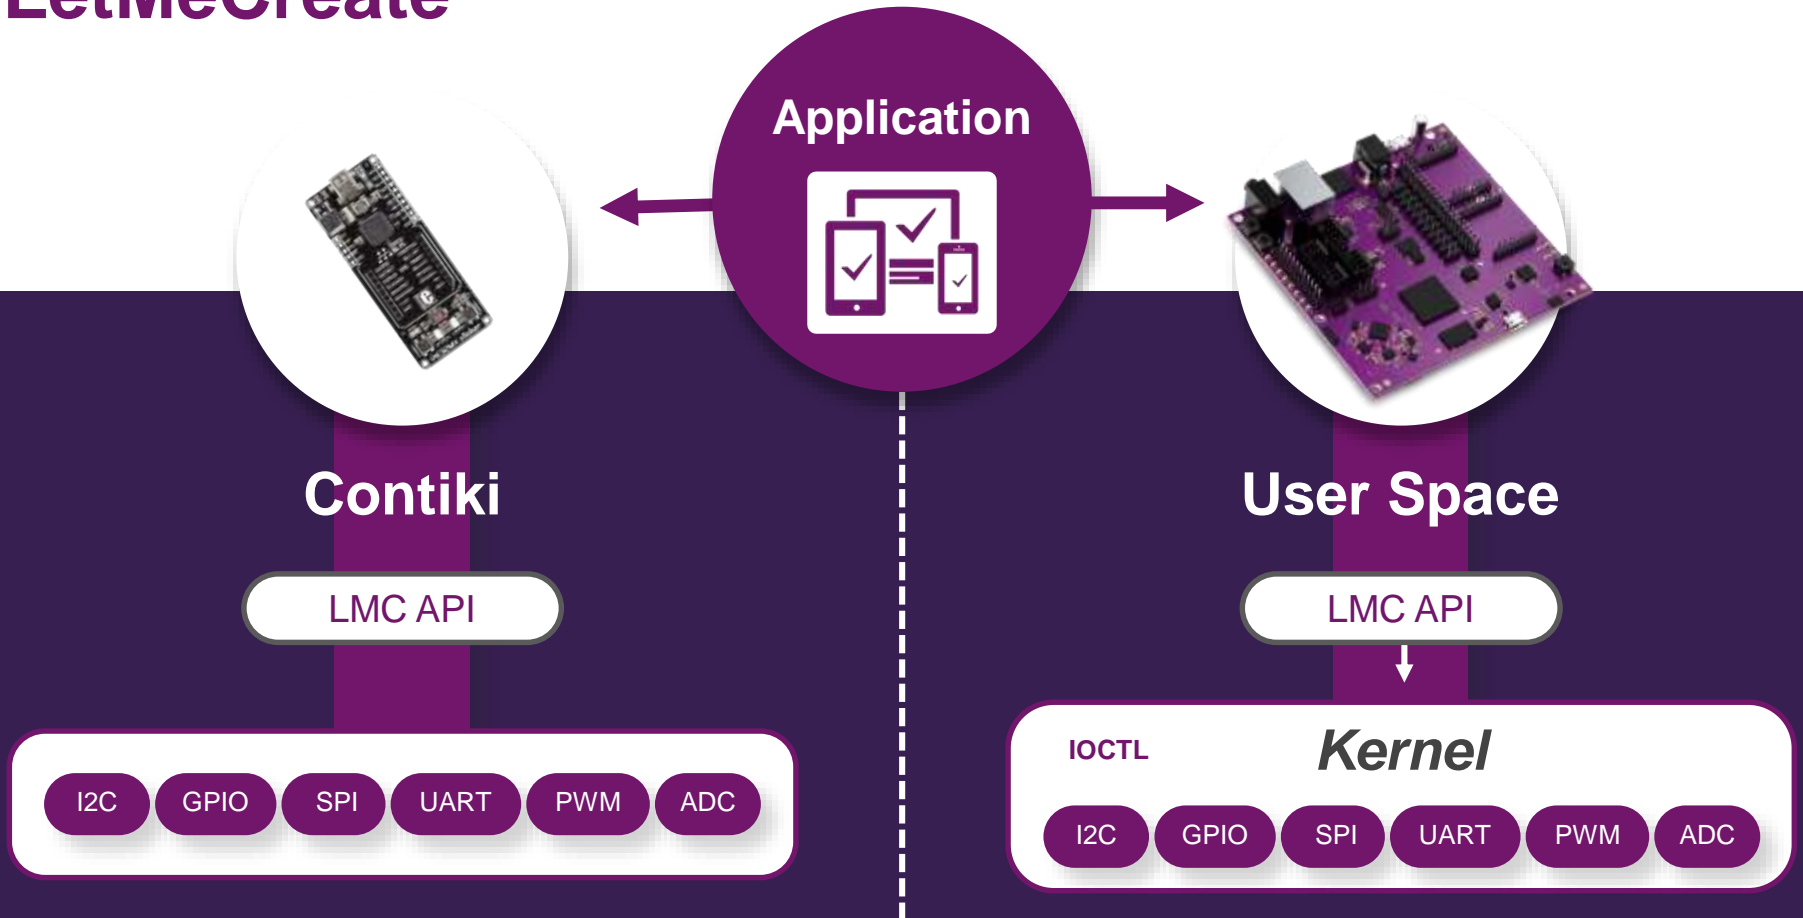 LetMeCreate
Application
Contiki
User Space
LMC API
LMC API
IOCTL
Kernel
I2C GPIO SPI UART PWM ADC
I2C GPIO SPI UART PWM ADC